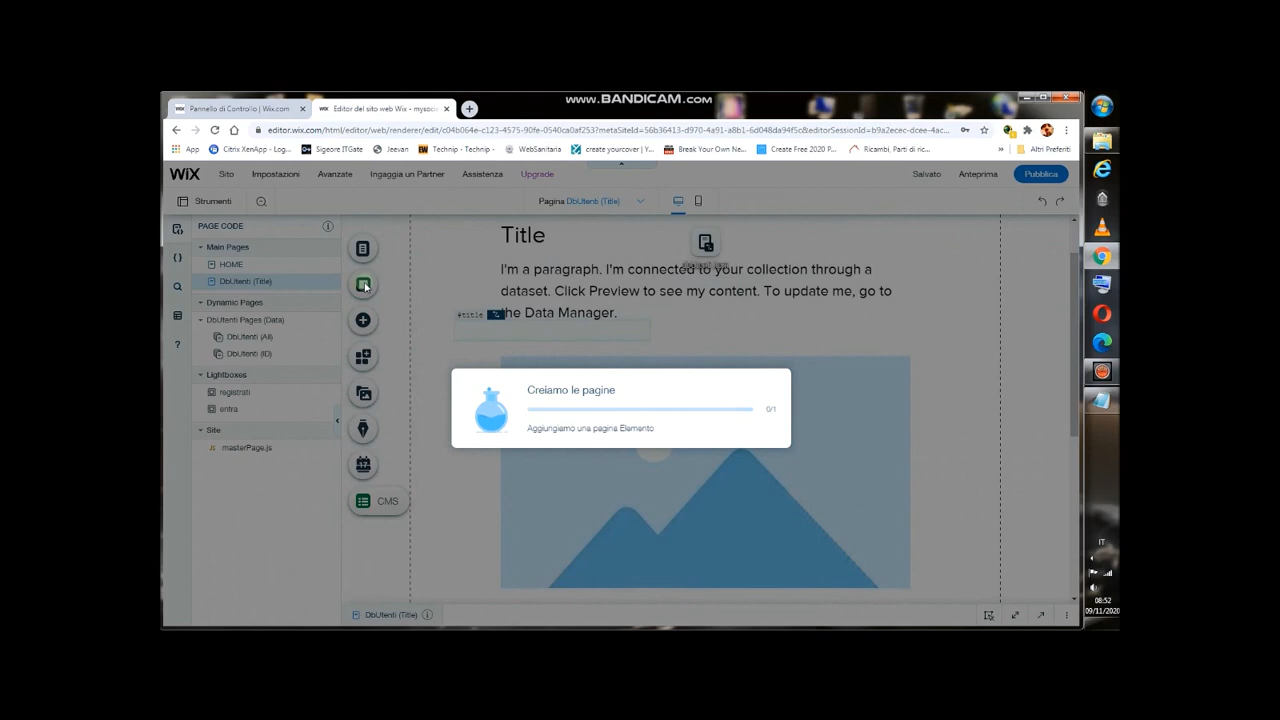 www.BANDICAM.com
Pannello di Controllo | Wix.com
Editor del sito web Wix - mysoci
editor.wix.com/html/editor/web/renderer/edit/c04b064e-c123-4575-90fe-0540ca0af253?metaSiteId=56b36413-d970-4a91-a8b1-6d048da94f5c&editorSessionId=b9a2ecec-dcee-4ac...
App
Citrix XenApp - Log...
Sigeore ITGate
Jeevan
Technip - Technip -
WebSanitaria
create yourcover | Y...
Break Your Own Ne...
Create Free 2020 P...
Ricambi, Parti di ric...
»
Altri Preferiti
WiX
Sito
Impostazioni
Avanzate
Ingaggia un Partner
Assistenza
Upgrade
Salvato
Anteprima
Pubblica
Strumenti
Pagina DbUtenti (Title)
PAGE CODE
Main Pages
HOME
DbUtenti (Title)
Dynamic Pages
DbUtenti Pages (Data)
DbUtenti (All)
DbUtenti (ID)
Lightboxes
registrati
entra
Site
masterPage.js
CMS
Title
I'm a paragraph. I'm connected to your collection through a
dataset. Click Preview to see my content. To update me, go to
the Data Manager.
#title
Creiamo le pagine
0/1
Aggiungiamo una pagina Elemento
DbUtenti (Title)
IT
08:52
09/11/2020